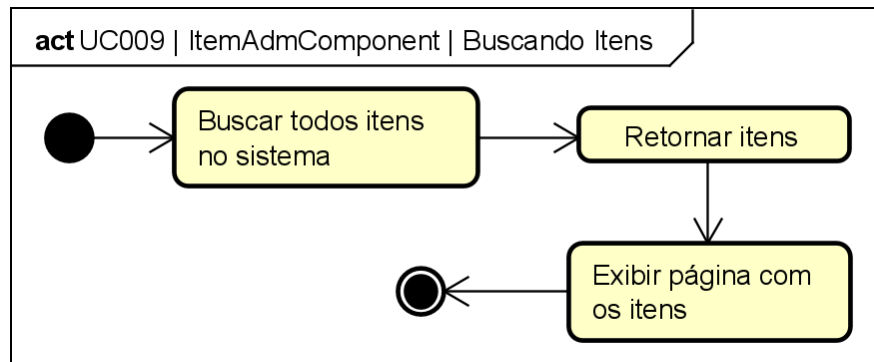 act UC009 | ItemAdmComponent | Buscando Itens
Buscar todos itens
no sistema
Retornar itens
Exibir página com
os itens